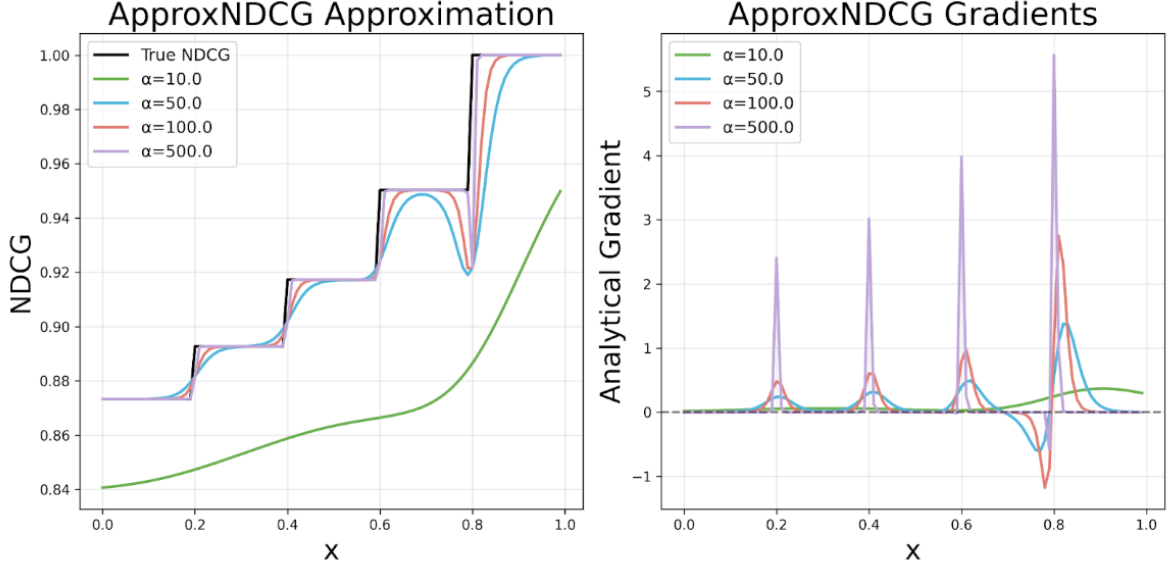 ApproxNDCG Approximation
True NDCG
α=10.0
α=50.0
α=100.0
α=500.0
1.00
0.98
0.96
0.94
0.92
0.90
0.88
0.86
0.84
NDCG
0.0 0.2 0.4 0.6 0.8 1.0
x
ApproxNDCG Gradients
α=10.0
α=50.0
α=100.0
α=500.0
5
4
3
2
1
0
−1
Analytical Gradient
0.0 0.2 0.4 0.6 0.8 1.0
x